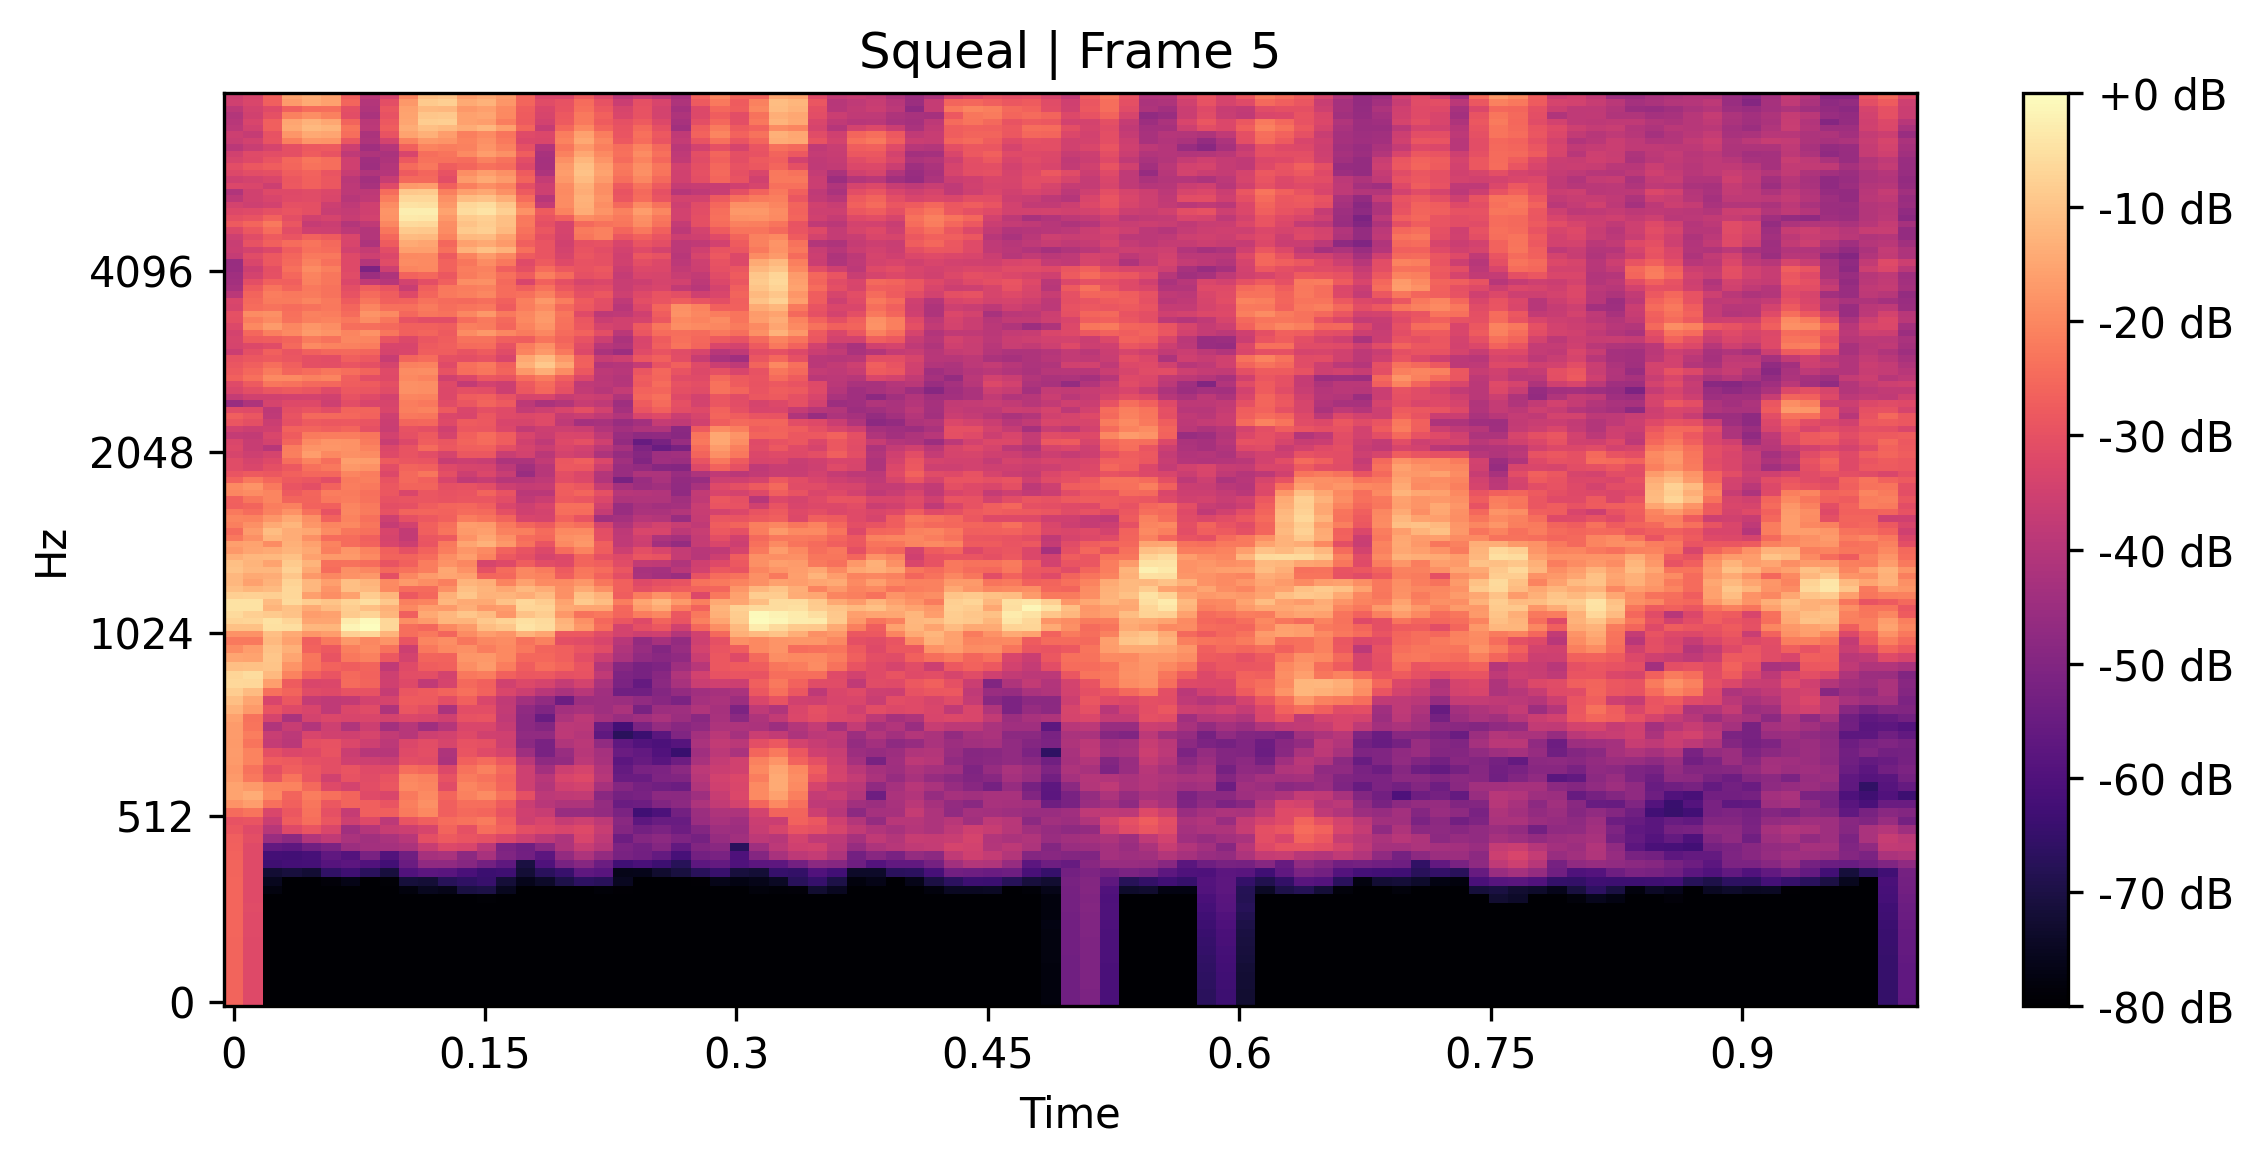 Squeal | Frame 5
+0 dB
-10 dB
-20 dB
-30 dB
-40 dB
-50 dB
-60 dB
-70 dB
-80 dB
Hz
4096
2048
1024
512
0
0 0.15 0.3 0.45 0.6 0.75 0.9
Time